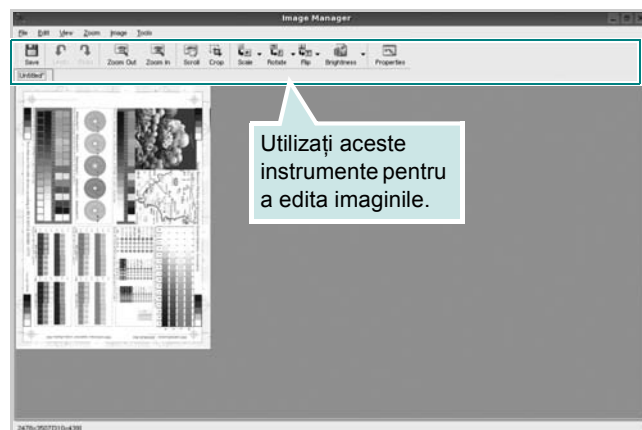 Image Manager
File Edit View Zoom Image Tools
Save Undo Redo Zoom Out Zoom In Scroll Crop Scale Rotate Flip Brightness Properties
Untitled*
Utilizați aceste
instrumente pentru
a edita imaginile.